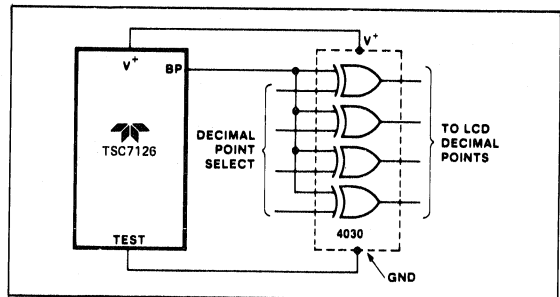 V+
V+
BP
DECIMAL
POINT
SELECT
TSC7126
TO LCD
DECIMAL
POINTS
TEST
4030
GND